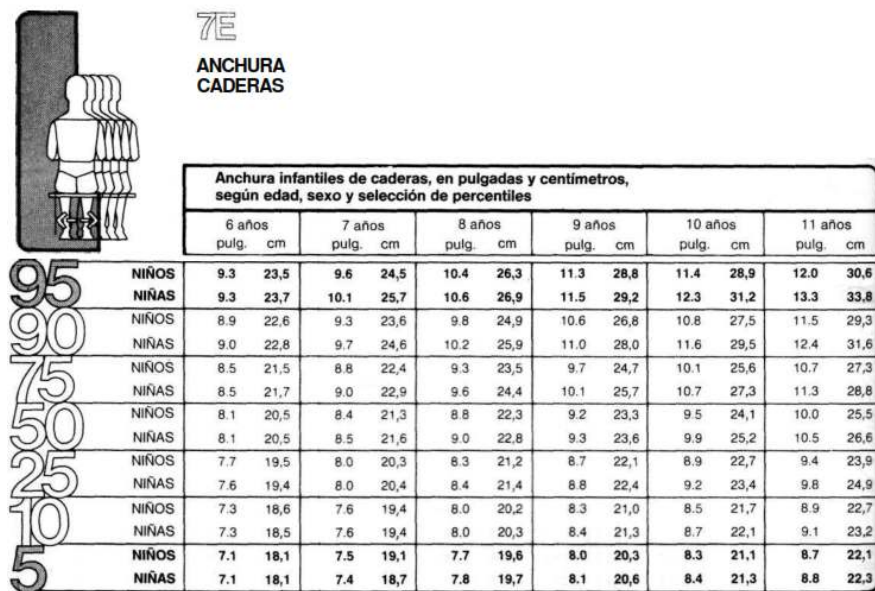 7E
ANCHURA
CADERAS
Anchura infantiles de caderas, en pulgadas y centímetros,
según edad, sexo y selección de percentiles
6 años 7 años 8 años 9 años 10 años 11 años
pulg. cm pulg. cm pulg. cm pulg. cm pulg. cm pulg. cm
95 NIÑOS 9.3 23,5 9.6 24,5 10.4 26,3 11.3 28,8 11.4 28,9 12.0 30,6
NIÑAS 9.3 23,7 10.1 25,7 10.6 26,9 11.5 29,2 12.3 31,2 13.3 33,8
90 NIÑOS 8.9 22,6 9.3 23,6 9.8 24,9 10.6 26,8 10.8 27,5 11.5 29,3
NIÑAS 9.0 22,8 9.7 24,6 10.2 25,9 11.0 28,0 11.6 29,5 12.4 31,6
75 NIÑOS 8.5 21,5 8.8 22,4 9.3 23,5 9.7 24,7 10.1 25,6 10.7 27,3
NIÑAS 8.5 21,7 9.0 22,9 9.6 24,4 10.1 25,7 10.7 27,3 11.3 28,8
50 NIÑOS 8.1 20,5 8.4 21,3 8.8 22,3 9.2 23,3 9.5 24,1 10.0 25,5
NIÑAS 8.1 20,5 8.5 21,6 9.0 22,8 9.3 23,6 9.9 25,2 10.5 26,6
25 NIÑOS 7.7 19,5 8.0 20,3 8.3 21,2 8.7 22,1 8.9 22,7 9.4 23,9
NIÑAS 7.6 19,4 8.0 20,4 8.4 21,4 8.8 22,4 9.2 23,4 9.8 24,9
10 NIÑOS 7.3 18,6 7.6 19,4 8.0 20,2 8.3 21,0 8.5 21,7 8.9 22,7
NIÑAS 7.3 18,5 7.6 19,4 8.0 20,3 8.4 21,3 8.7 22,1 9.1 23,2
5 NIÑOS 7.1 18,1 7.5 19,1 7.7 19,6 8.0 20,3 8.3 21,1 8.7 22,1
NIÑAS 7.1 18,1 7.4 18,7 7.8 19,7 8.1 20,6 8.4 21,3 8.8 22,3